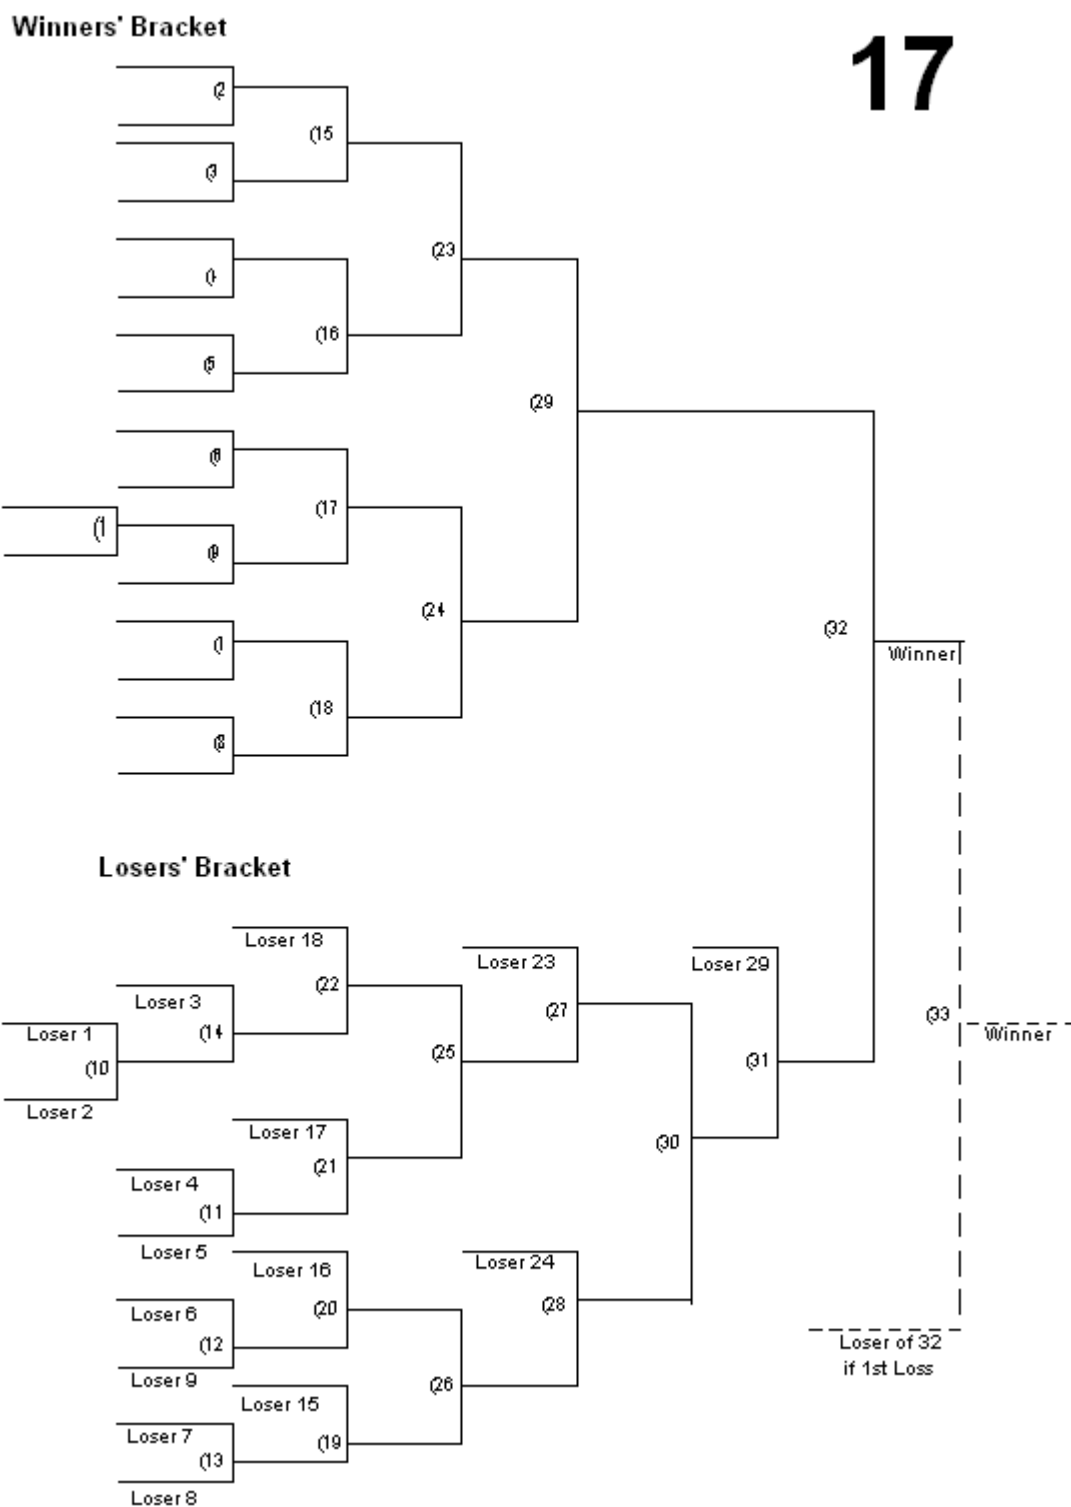 Winners' Bracket
17
(2
(15
(3
(23
(16
(5
(29
(17
(1
(9
(24
(32
Winner
(18
Losers' Bracket
Loser 18
Loser 23
Loser 29
(22
Loser 3
(27
(14
(33
Loser 1
Winner
(25
(31
(10
Loser 2
Loser 17
(30
(21
Loser 4
(11
Loser 5
Loser 16
Loser 24
(20
(28
Loser 6
(12
Loser of 32
if 1st Loss
Loser 9
(26
Loser 15
Loser 7
(19
(13
Loser 8